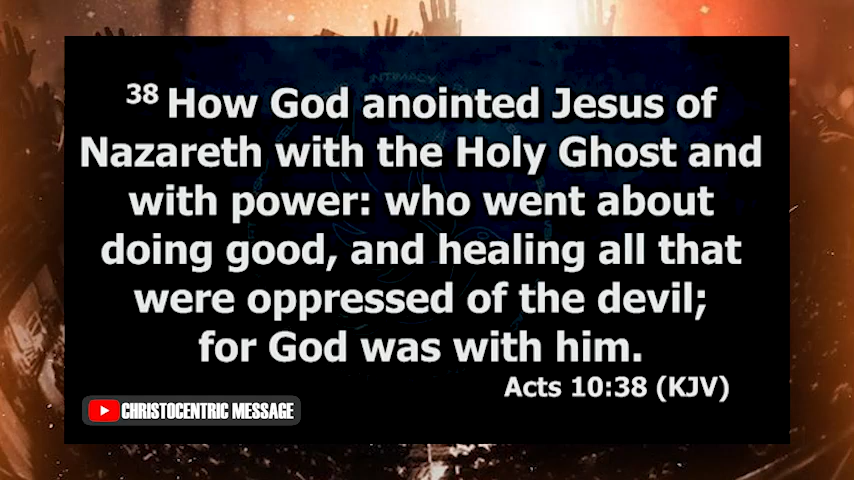 38 How God anointed Jesus of
Nazareth with the Holy Ghost and
with power: who went about
doing good, and healing all that
were oppressed of the devil;
for God was with him.
Acts 10:38 (KJV)
CHRISTOCENTRIC MESSAGE